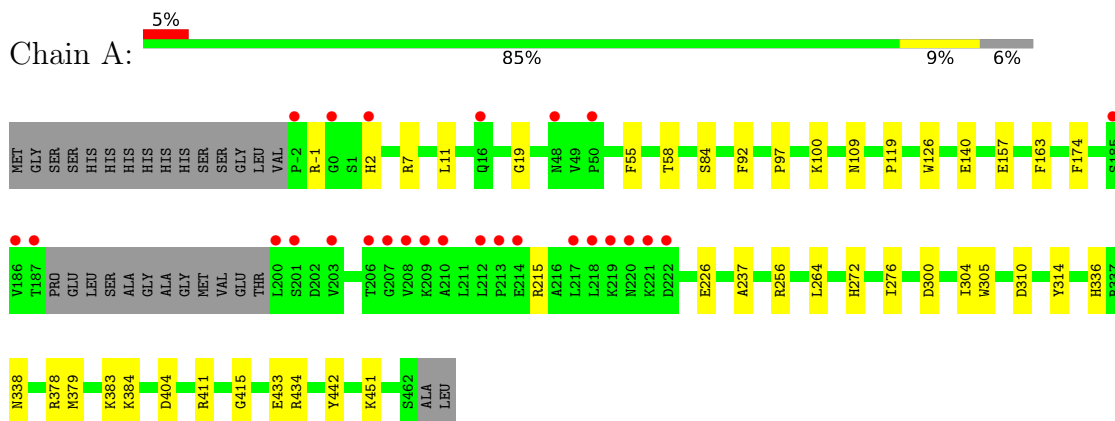 Chain A:
5%
85%
9%
6%
MET GLY SER SER HIS HIS HIS HIS HIS HIS SER SER GLY LEU VAL P-2 R-1 G0 S1 H2 R7 L11 Q16 G19 N48 V49 P50 F55 T58 S84 F92 P97 K100 N109 P119 W126 E140 E157 F163 F174 S185
V186 T187 PRO GLU LEU SER ALA GLY ALA GLY MET VAL GLU THR L200 S201 D202 V203 T206 G207 V208 K209 A210 L211 L212 P213 E214 R215 A216 L217 L218 K219 N220 K221 D222 E226 A237 R256 L264 H272 I276 D300 I304 W305 D310 Y314 H336
N338 R378 M379 K383 K384 D404 R411 G415 E433 R434 Y442 K451 S462 ALA LEU